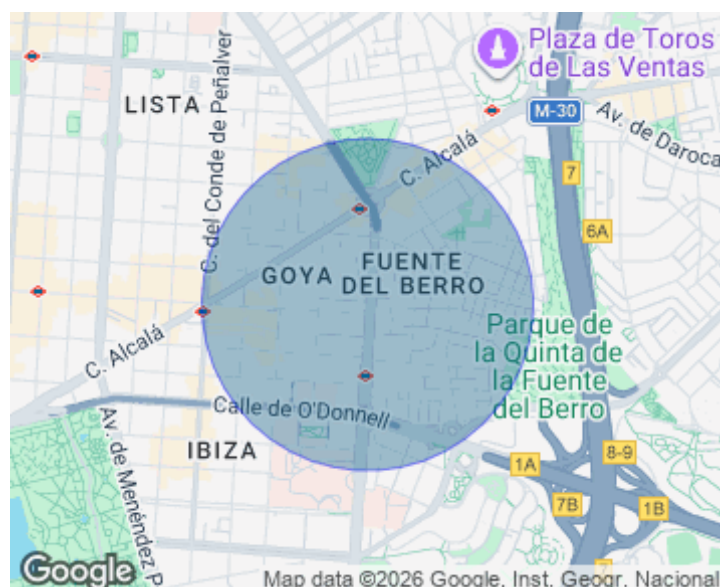 Plaza de Toros
de Las Ventas
LISTA
C. del Conde de Peñalver
M-30
Av. de Daroca
C. Alcalá
7
6A
GOYA
FUENTE
DEL BERRO
Parque de
la Quinta de
la Fuente
del Berro
C. Alcalá
Calle de O'Donnell
Av. de Menéndez P
IBIZA
1A
8-9
7B
1B
Google
Map data ©2026 Google, Inst. Geogr. Nacional